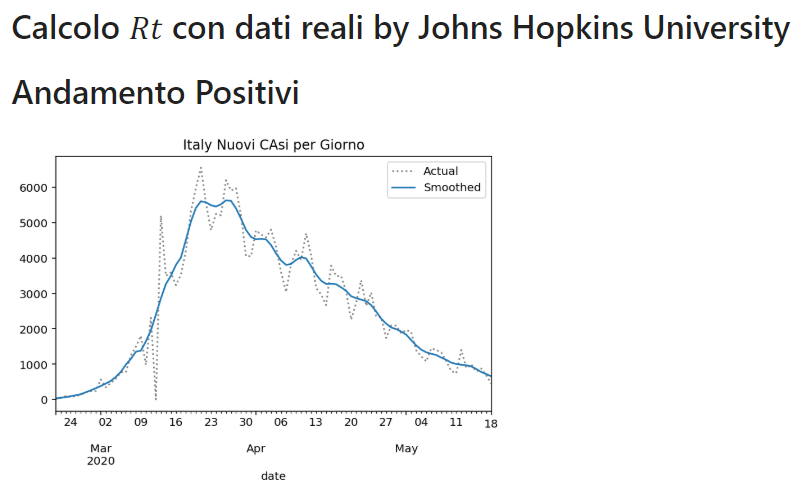 Calcolo Rt con dati reali by Johns Hopkins University
Andamento Positivi
Italy Nuovi CAsi per Giorno
Actual
Smoothed
6000
5000
4000
3000
2000
1000
0
24 02 09 16 23 30 06 13 20 27 04 11 18
Mar Apr May
2020
date